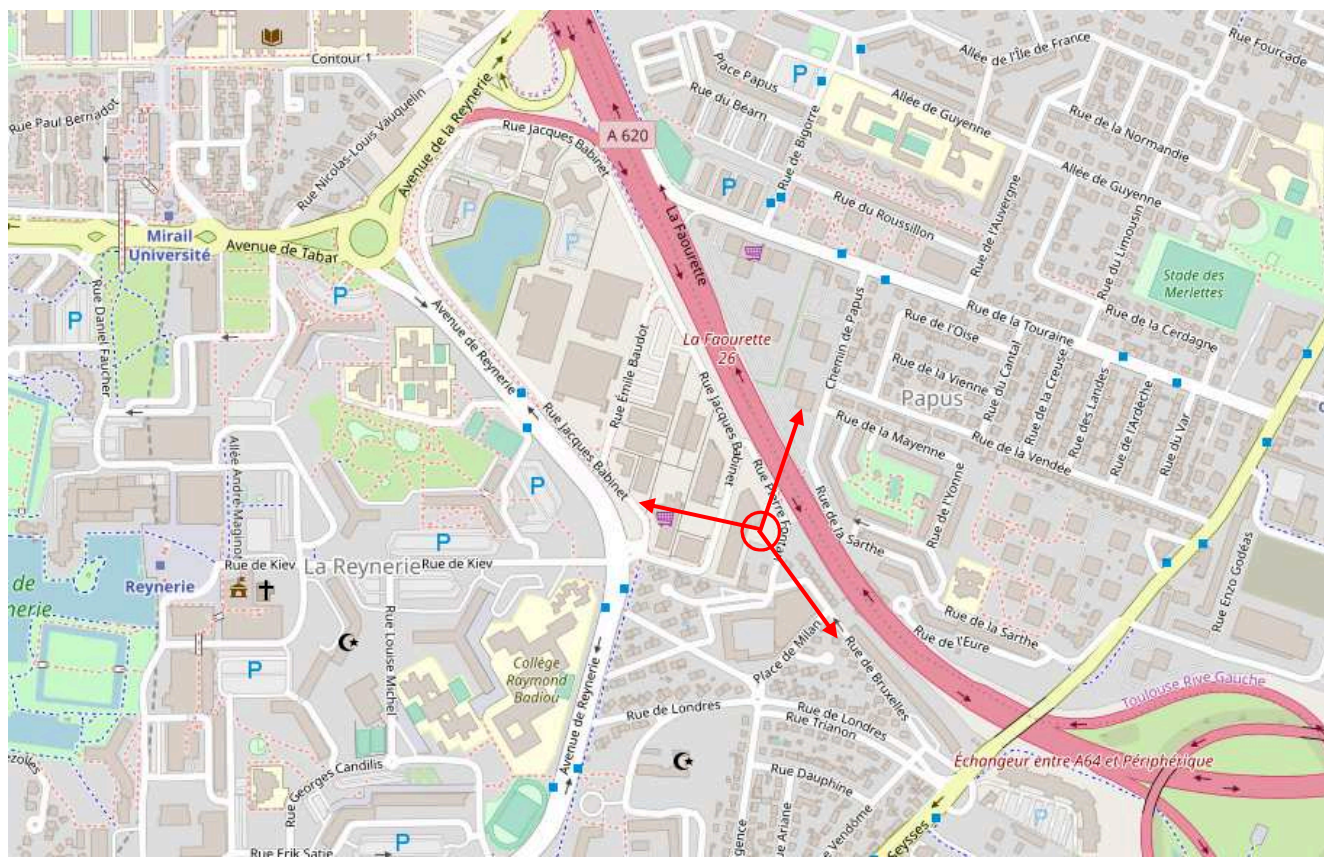 Contour 1
Rue Paul Bernadot
Rue Nicolas-Louis Vauquelin
Avenue de la Reynerie
Rue Jacques Babinet
A 620
Place Papus
P
Rue du Béarn
Rue de Bigorre
Allée de l'Île de France
Rue Fourcade
Allée de Guyenne
Rue de la Normandie
Allée de Guyenne
P
Rue du Roussillon
Rue de l'Auvergne
Rue du Limousin
Stade des
Merlettes
Mirail
Université
Avenue de Tabar
P
P
La Faourette
P
Rue Daniel Faucher
P
Avenue de Reynerie
Rue Émile Baudot
La Faourette
26
Chemin de Papus
Rue de la Touraine
Rue de la Cerdagne
Rue de l'Oise
Rue de la Vienne
Rue du Cantal
Rue de la Creuse
Rue des Landes
Rue de l'Ardèche
Rue du Var
Papus
Rue de la Mayenne
Rue de la Vendée
Rue Jacques Babinet
Rue Jacques Babinet
Allée André Maginot
P
Rue Pierre Fonta
Rue de la Sarthe
Rue de l'Yonne
P
Rue de Kiev
La Reynerie
Rue de Kiev
Reynerie
de
nerie
Rue Enzo Godéas
Rue de la Sarthe
Rue de l'Eure
Rue Louise Michel
Collège
Raymond
Badiou
Avenue de Reynerie
Place de Milan
Rue de Bruxelles
P
Toulouse Rive Gauche
Rue de Londres
Rue de Londres
Rue Trianon
Échangeur entre A64 et Périphérique
Rue Georges Candilis
Rue Dauphine
P
Rue Ariane
Vendôme
Seysses
P
Rue Erik Satie